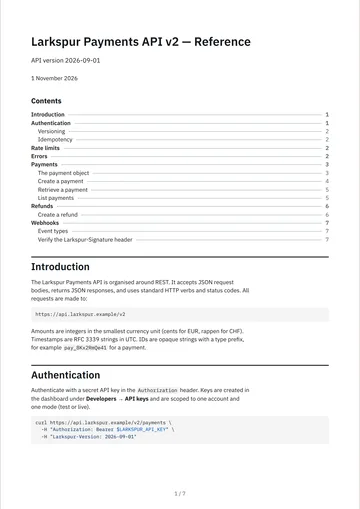 Larkspur Payments API v2 — Reference
API version 2026-09-01
1 November 2026
Contents
Introduction 1
Authentication 1
Versioning 2
Idempotency 2
Rate limits 2
Errors 2
Payments 3
The payment object 3
Create a payment 4
Retrieve a payment 5
List payments 5
Refunds 6
Create a refund 6
Webhooks 7
Event types 7
Verify the Larkspur-Signature header 7
Introduction
The Larkspur Payments API is organised around REST. It accepts JSON request
bodies, returns JSON responses, and uses standard HTTP verbs and status codes. All
requests are made to:
https://api.larkspur.example/v2
Amounts are integers in the smallest currency unit (cents for EUR, rappen for CHF).
Timestamps are RFC 3339 strings in UTC. IDs are opaque strings with a type prefix,
for example pay_8Kx2RmQw4t for a payment.
Authentication
Authenticate with a secret API key in the Authorization header. Keys are created in
the dashboard under Developers → API keys and are scoped to one account and
one mode (test or live).
curl https://api.larkspur.example/v2/payments \
-H "Authorization: Bearer $LARKSPUR_API_KEY" \
-H "Larkspur-Version: 2026-09-01"
1 / 7